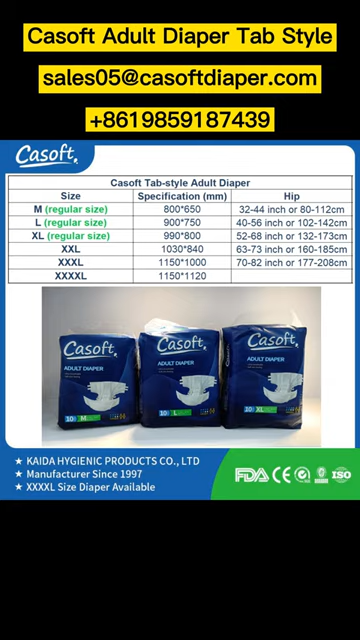 Casoft Adult Diaper Tab Style
sales05@casoftdiaper.com
+8619859187439
Casoft
Casoft Tab-style Adult Diaper
Size Specification (mm) Hip
M (regular size) 800*650 32-44 inch or 80-112cm
L (regular size) 900*750 40-56 inch or 102-142cm
XL (regular size) 990*800 52-68 inch or 132-173cm
XXL 1030*840 63-73 inch or 160-185cm
XXXL 1150*1000 70-82 inch or 177-208cm
XXXXL 1150*1120
Casoft Casoft Casoft
ADULT DIAPER ADULT DIAPER ADULT DIAPER
10 M 10 L 10 XL
★ KAIDA HYGIENIC PRODUCTS CO., LTD
★ Manufacturer Since 1997
★ XXXXL Size Diaper Available
FDA CE ISO